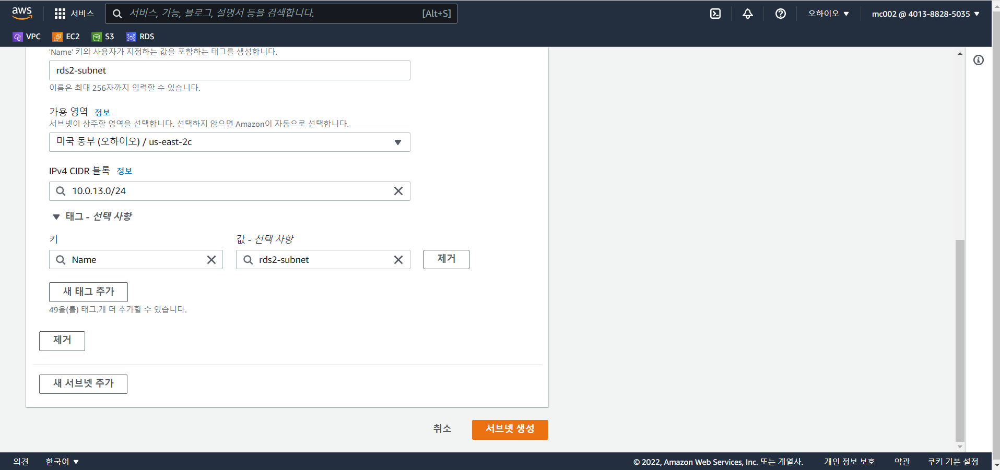 aws
서비스
서비스, 기능, 블로그, 설명서 등을 검색합니다.
[Alt+S]
오하이오
mc002 @ 4013-8828-5035
VPC
EC2
S3
RDS
'Name' 키와 사용자가 지정하는 값을 포함하는 태그를 생성합니다.
rds2-subnet
이름은 최대 256자까지 입력할 수 있습니다.
가용 영역 정보
서브넷이 상주할 영역을 선택합니다. 선택하지 않으면 Amazon이 자동으로 선택합니다.
미국 동부 (오하이오) / us-east-2c
IPv4 CIDR 블록 정보
10.0.13.0/24
태그 - 선택 사항
키
값 - 선택 사항
Name
rds2-subnet
제거
새 태그 추가
49을(를) 태그.개 더 추가할 수 있습니다.
제거
새 서브넷 추가
취소
서브넷 생성
의견
한국어
© 2022, Amazon Web Services, Inc. 또는 계열사.
개인 정보 보호
약관
쿠키 기본 설정